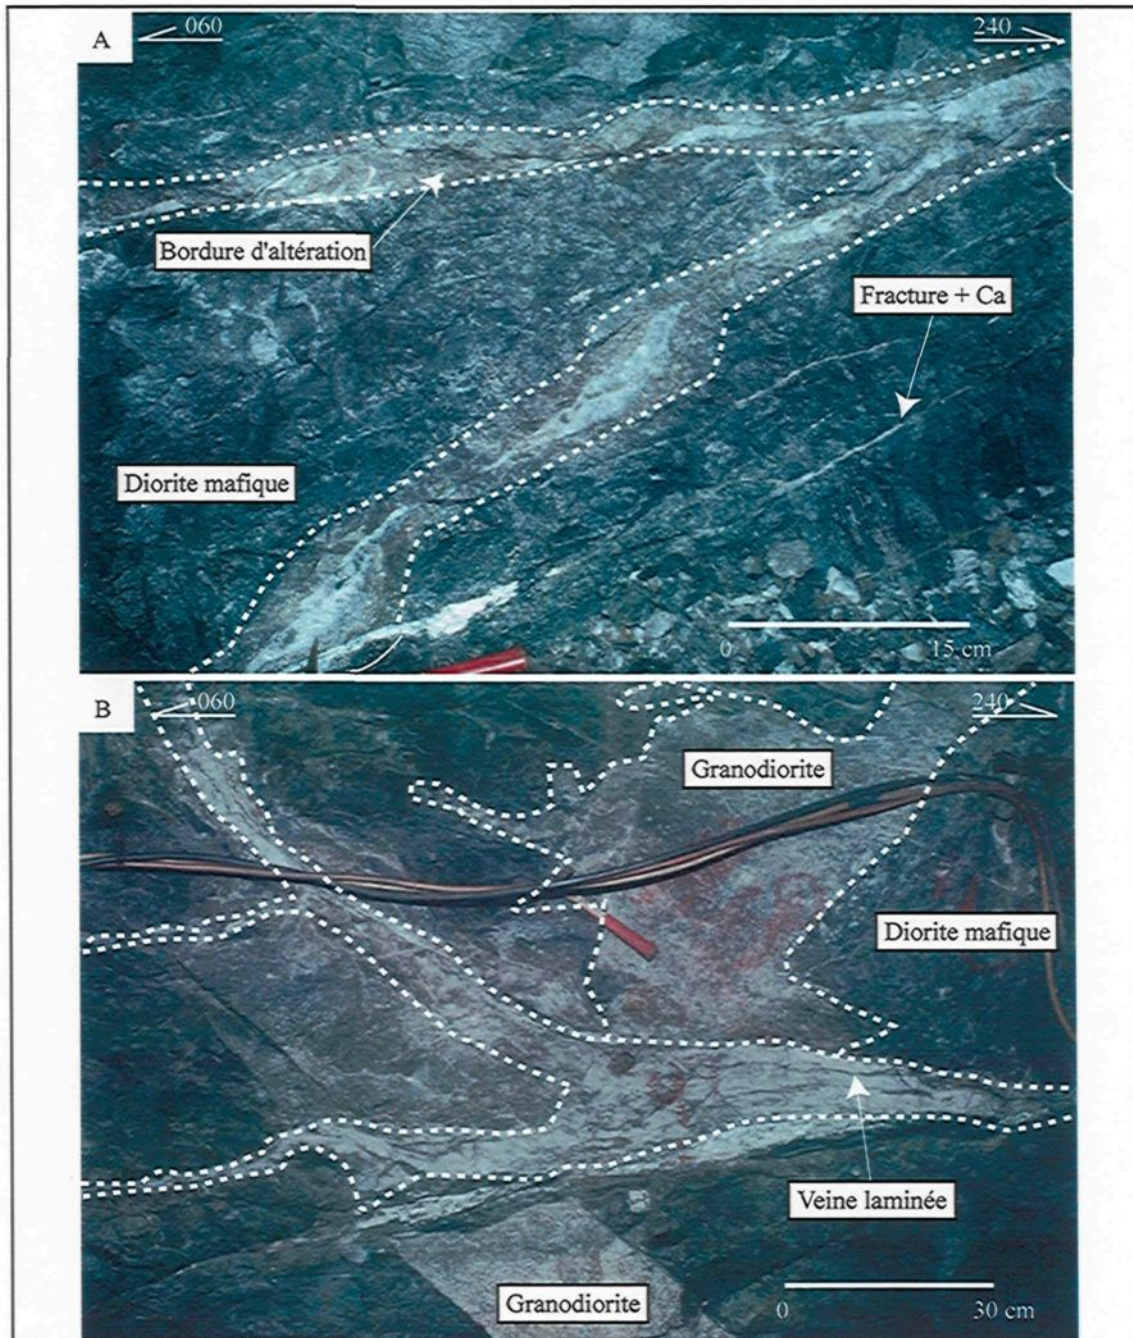 A
060
240
Bordure d'altération
Fracture + Ca
Diorite mafique
0
15 cm
B
060
240
Granodiorite
Diorite mafique
Veine laminée
Granodiorite
0
30 cm